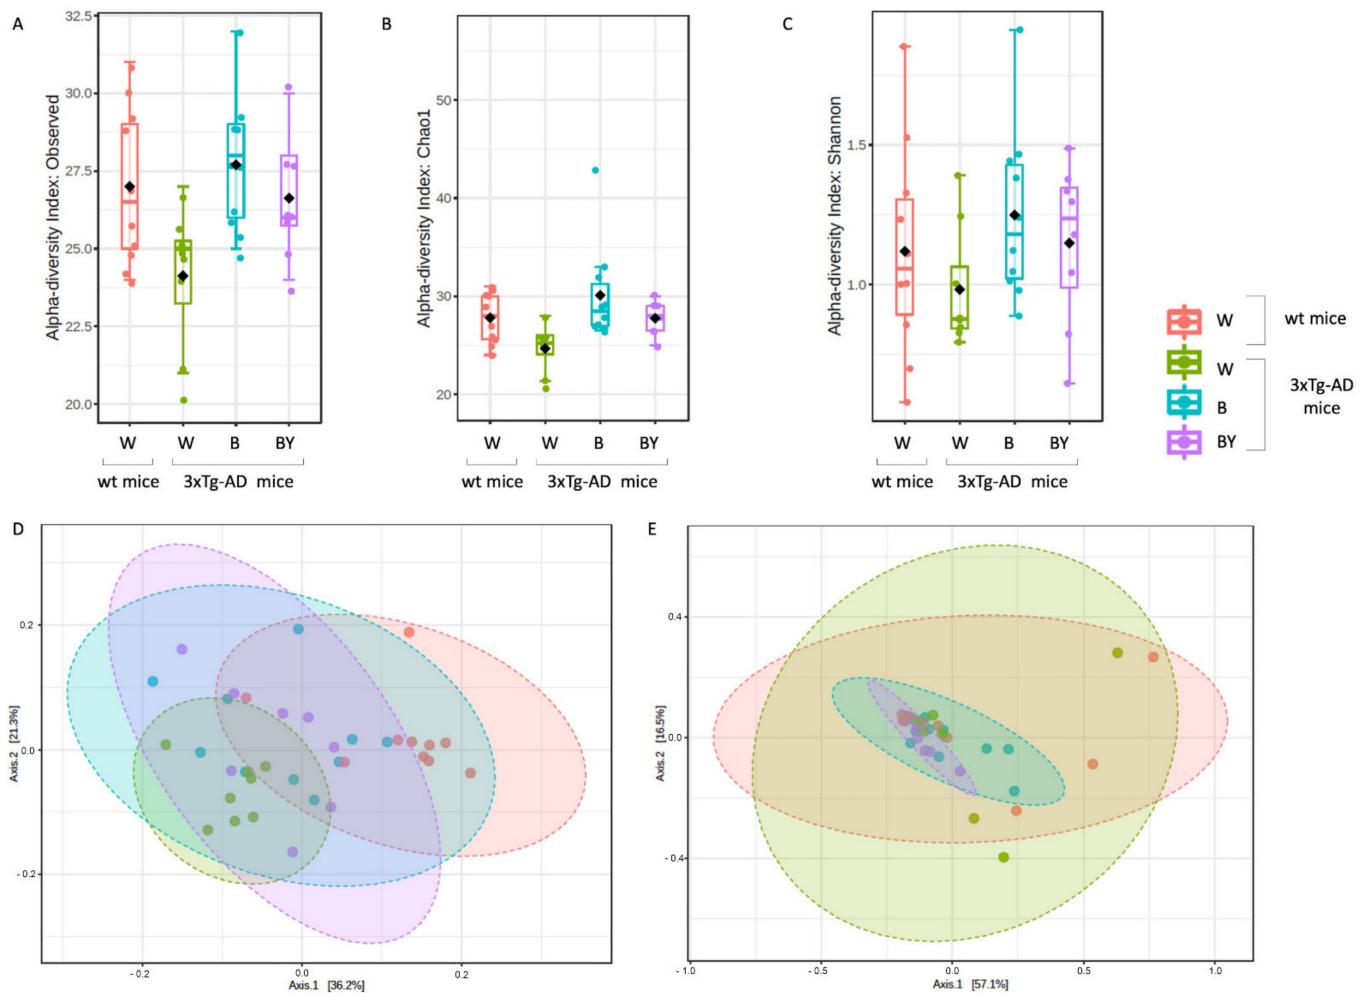 A
Alpha-diversity Index: Observed
32.5
30.0
27.5
25.0
22.5
20.0
W W B BY
wt mice 3xTg-AD mice
B
Alpha-diversity Index: Chao1
50
40
30
20
W W B BY
wt mice 3xTg-AD mice
C
Alpha-diversity Index: Shannon
1.5
1.0
W W B BY
wt mice 3xTg-AD mice
W wt mice
W
B
BY
3xTg-AD
mice
D
Axis.2 [21.3%]
0.2
0.0
-0.2
-0.2 0.0 0.2
Axis.1 [36.2%]
E
Axis.2 [16.5%]
0.4
0.0
-0.4
-1.0 -0.5 0.0 0.5 1.0
Axis.1 [57.1%]